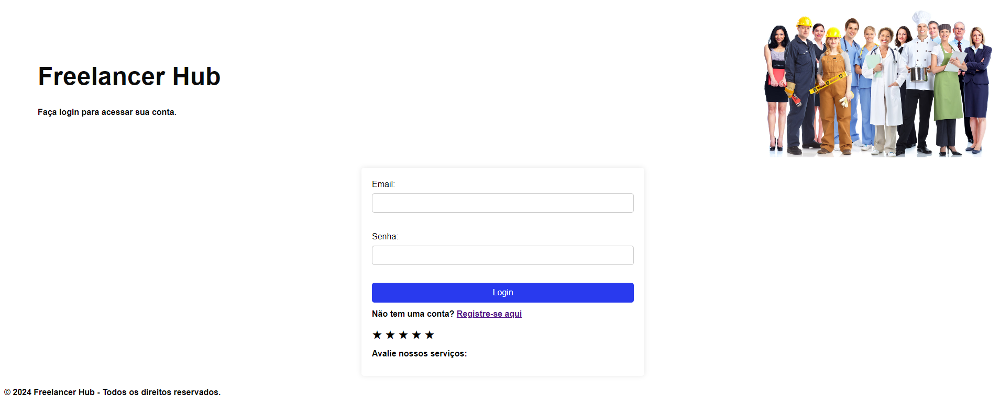 Freelancer Hub
Faça login para acessar sua conta.
Email:
Senha:
Login
Não tem uma conta? Registre-se aqui
★ ★ ★ ★ ★
Avalie nossos serviços:
© 2024 Freelancer Hub - Todos os direitos reservados.